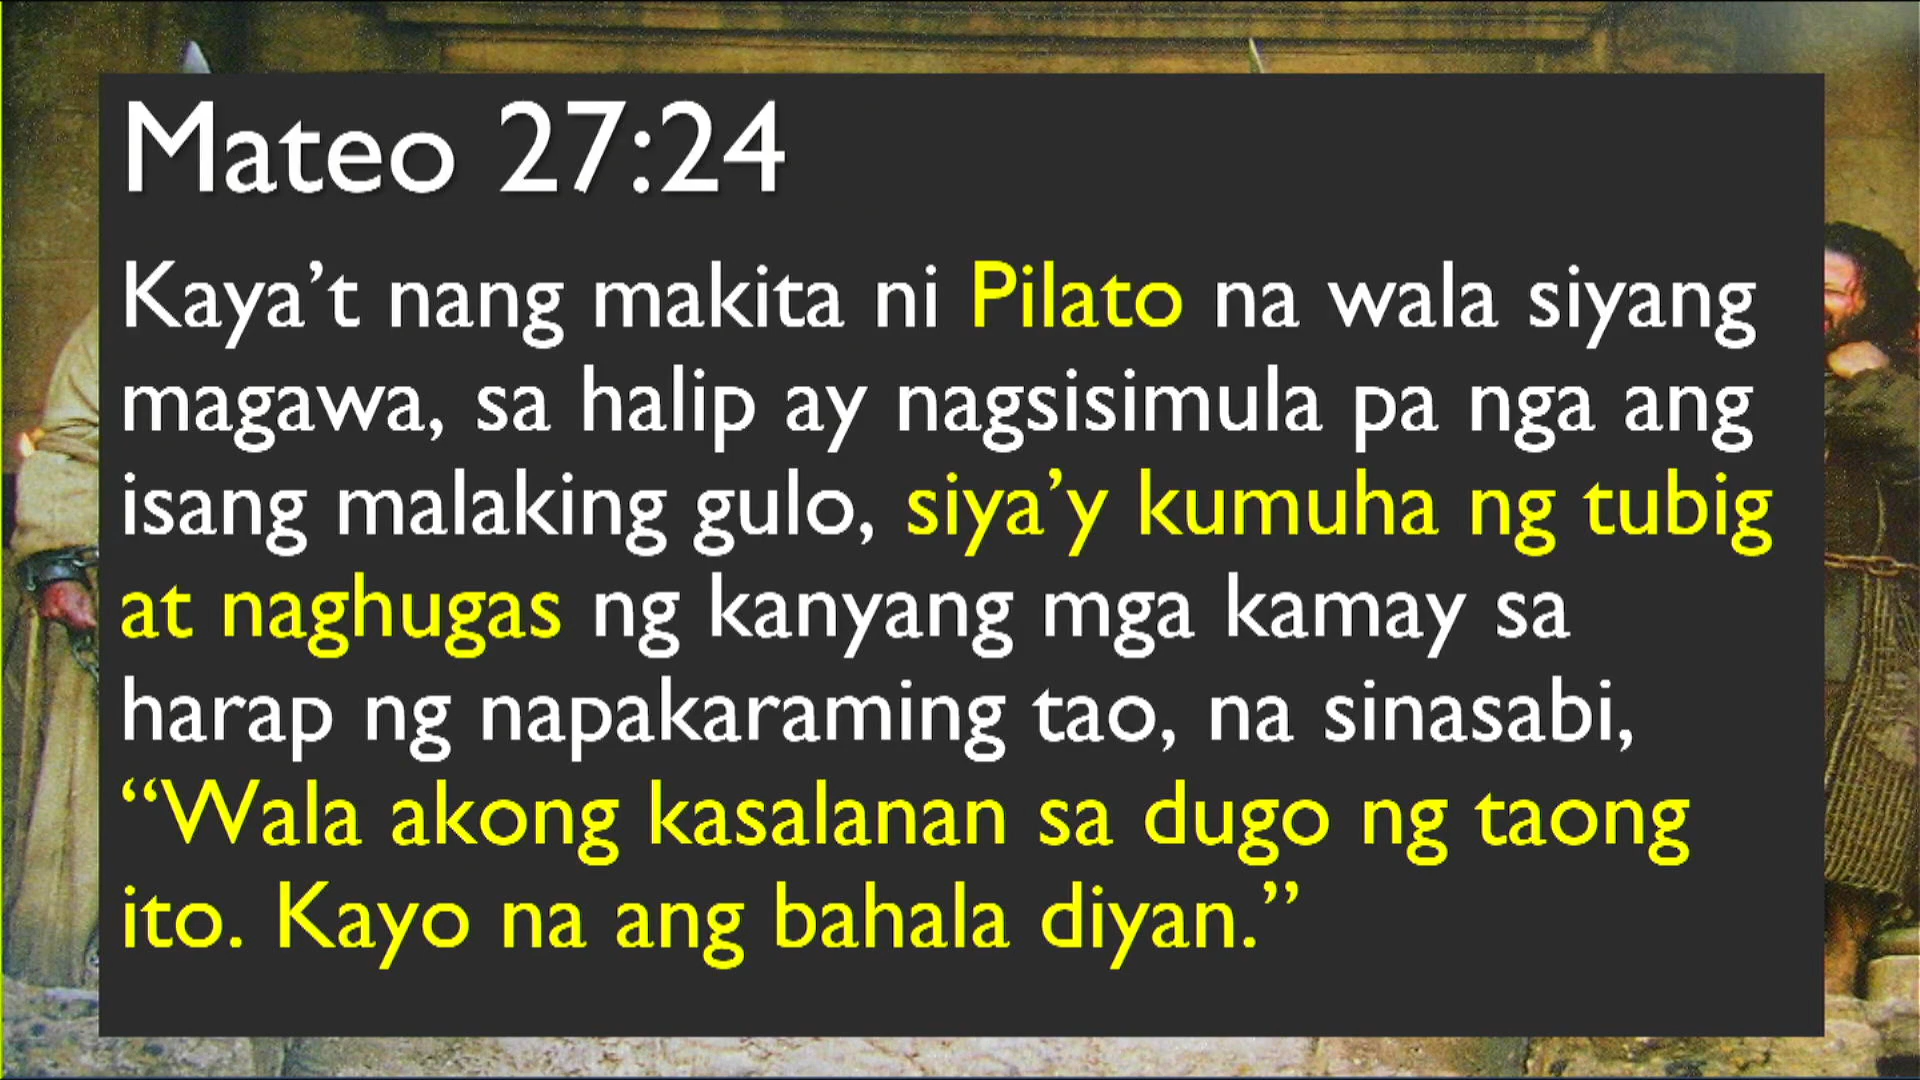 Mateo 27:24
Kaya’t nang makita ni Pilato na wala siyang
magawa, sa halip ay nagsisimula pa nga ang
isang malaking gulo, siya’y kumuha ng tubig
at naghugas ng kanyang mga kamay sa
harap ng napakaraming tao, na sinasabi,
“Wala akong kasalanan sa dugo ng taong
ito. Kayo na ang bahala diyan.”